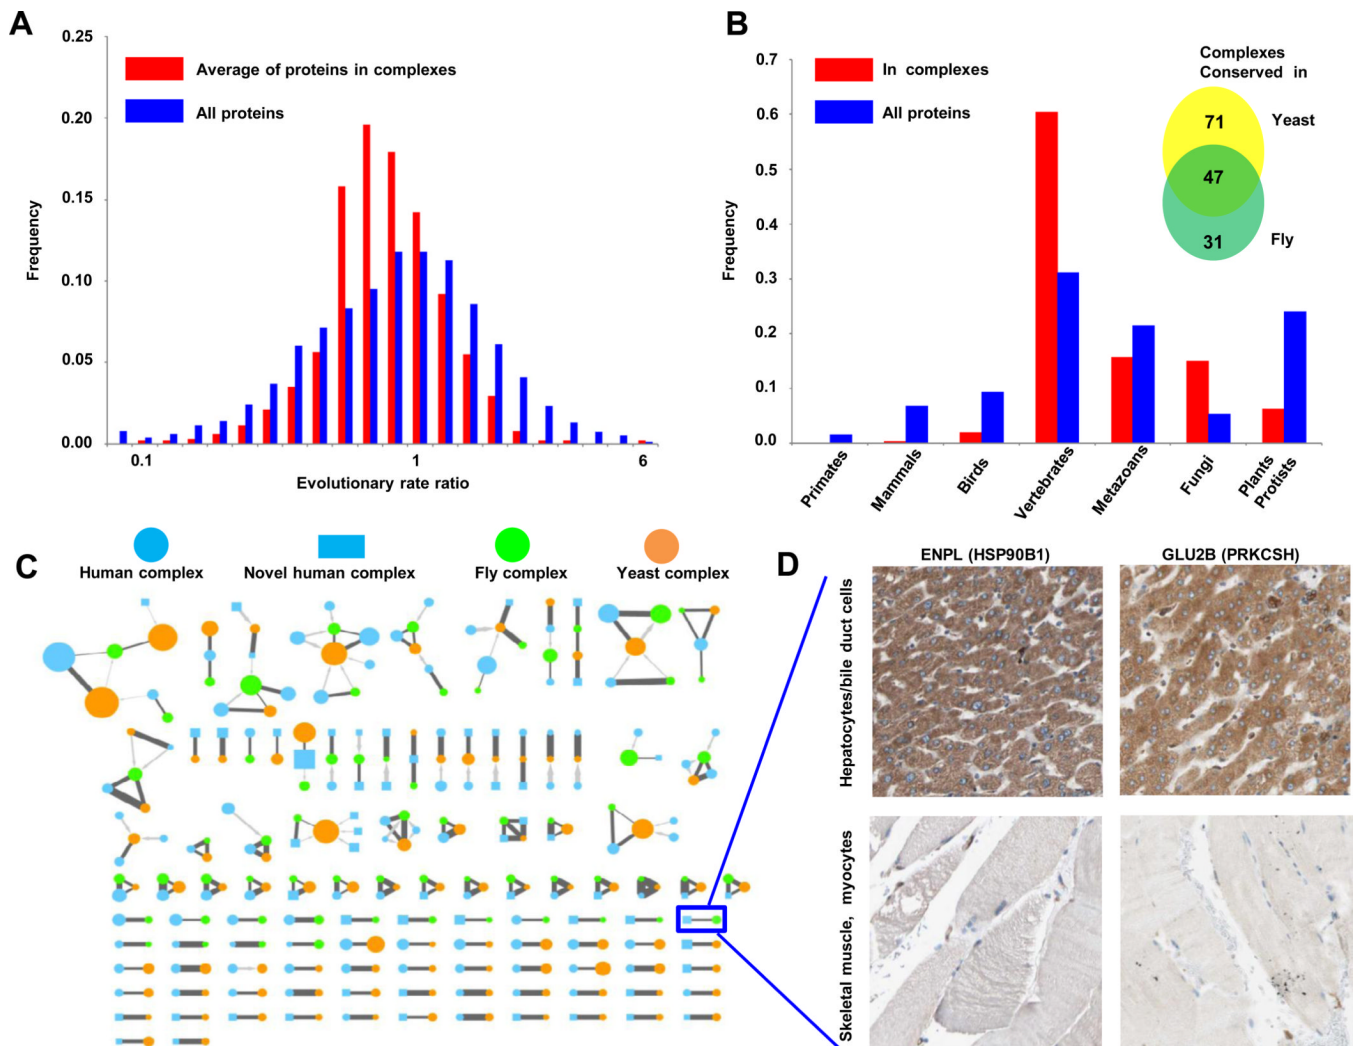 A
0.25
0.20
0.15
0.10
0.05
0.00
Frequency
Average of proteins in complexes
All proteins
0.1
1
6
Evolutionary rate ratio
B
0.7
0.6
0.5
0.4
0.3
0.2
0.1
0.0
Frequency
In complexes
All proteins
Complexes
Conserved in
71
Yeast
47
31
Fly
Primates
Mammals
Birds
Vertebrates
Metazoans
Fungi
Plants
Protists
C
Human complex
Novel human complex
Fly complex
Yeast complex
D
ENPL (HSP90B1)
GLU2B (PRKCSH)
Hepatocytes/bile duct cells
Skeletal muscle, myocytes